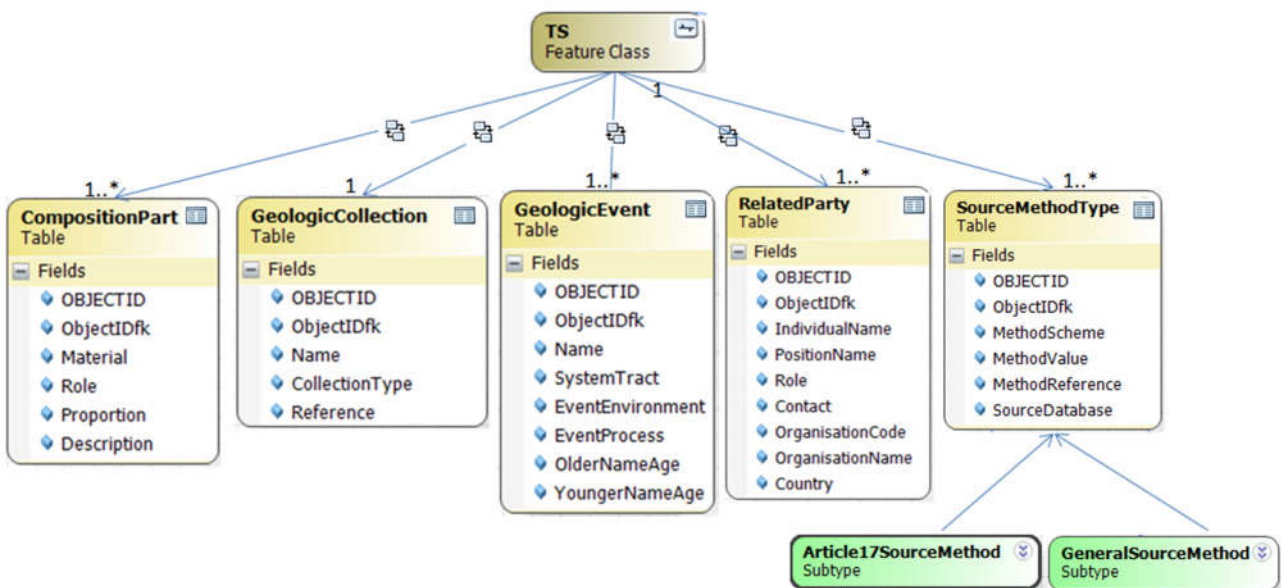 TS
Feature Class
1
1..*
1
1..*
1..*
1..*
CompositionPart
Table
Fields
OBJECTID
ObjectIDfk
Material
Role
Proportion
Description
GeologicCollection
Table
Fields
OBJECTID
ObjectIDfk
Name
CollectionType
Reference
GeologicEvent
Table
Fields
OBJECTID
ObjectIDfk
Name
SystemTract
EventEnvironment
EventProcess
OlderNameAge
YoungerNameAge
RelatedParty
Table
Fields
OBJECTID
ObjectIDfk
IndividualName
PositionName
Role
Contact
OrganisationCode
OrganisationName
Country
SourceMethodType
Table
Fields
OBJECTID
ObjectIDfk
MethodScheme
MethodValue
MethodReference
SourceDatabase
Article17SourceMethod
Subtype
GeneralSourceMethod
Subtype